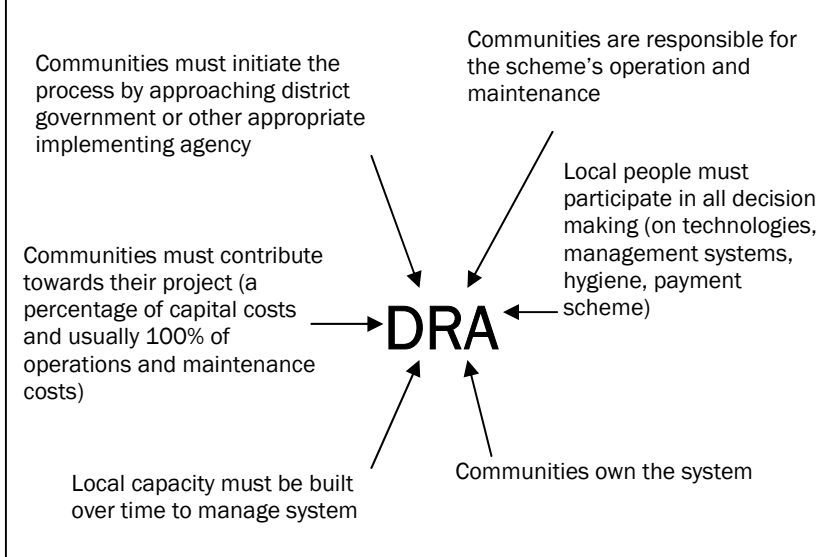 Communities must initiate the
process by approaching district
government or other appropriate
implementing agency
Communities are responsible for
the scheme’s operation and
maintenance
Local people must
participate in all decision
making (on technologies,
management systems,
hygiene, payment
scheme)
Communities must contribute
towards their project (a
percentage of capital costs
and usually 100% of
operations and maintenance
costs)
DRA
Local capacity must be built
over time to manage system
Communities own the system